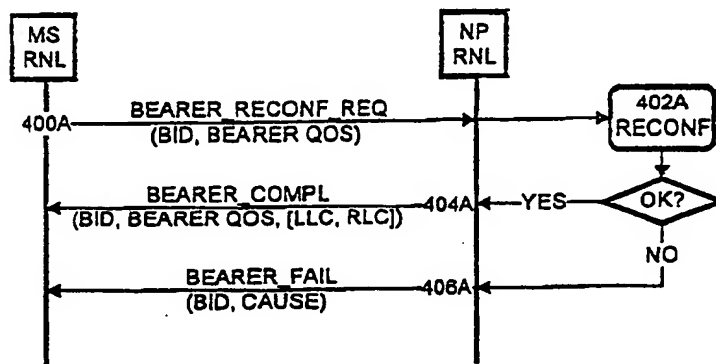 MS
RNL
NP
RNL
400A
BEARER_RECONF_REQ
(BID, BEARER QOS)
402A
RECONF
BEARER_COMPL
(BID, BEARER QOS, [LLC, RLC])
404A
YES
OK?
NO
BEARER_FAIL
(BID, CAUSE)
406A